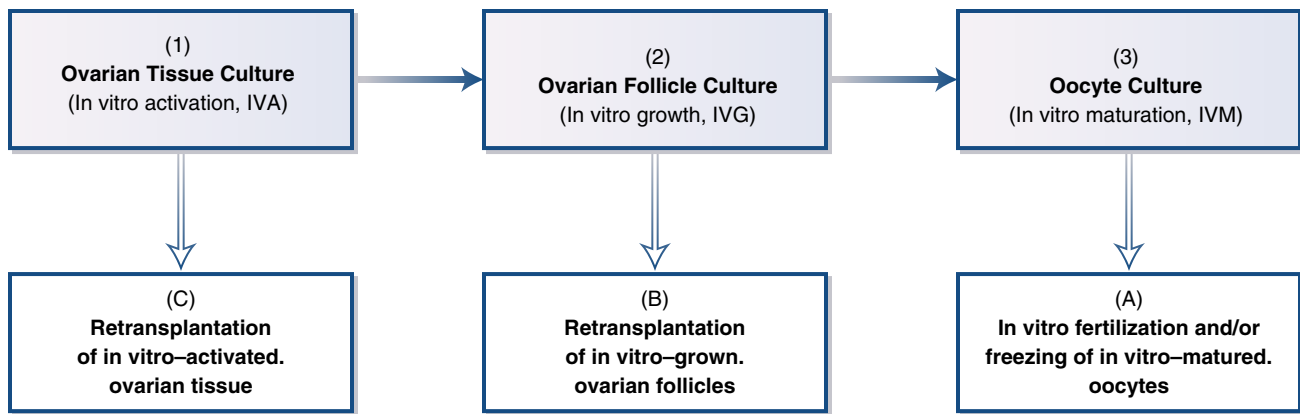 (1)
Ovarian Tissue Culture
(In vitro activation, IVA)
(2)
Ovarian Follicle Culture
(In vitro growth, IVG)
(3)
Oocyte Culture
(In vitro maturation, IVM)
(C)
Retransplantation
of in vitro–activated.
ovarian tissue
(B)
Retransplantation
of in vitro–grown.
ovarian follicles
(A)
In vitro fertilization and/or
freezing of in vitro–matured.
oocytes